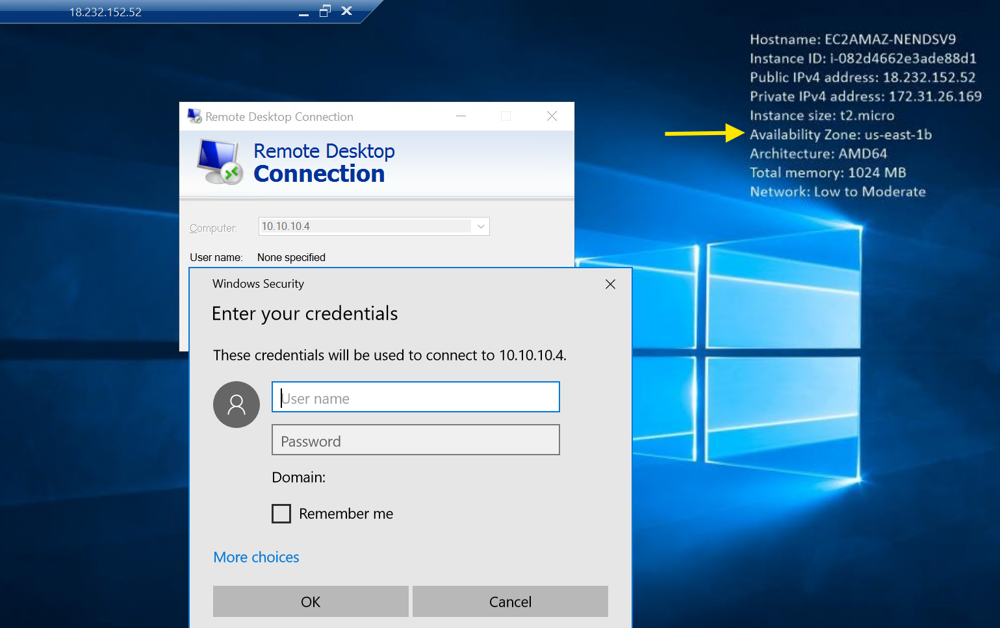 18.232.152.52
Hostname: EC2AMAZ-NENDSV9
Instance ID: i-082d4662e3ade88d1
Public IPv4 address: 18.232.152.52
Private IPv4 address: 172.31.26.169
Instance size: t2.micro
Availability Zone: us-east-1b
Architecture: AMD64
Total memory: 1024 MB
Network: Low to Moderate
Remote Desktop Connection
Remote Desktop
Connection
Computer: 10.10.10.4
User name: None specified
Windows Security
Enter your credentials
These credentials will be used to connect to 10.10.10.4.
User name
Password
Domain:
Remember me
More choices
OK Cancel